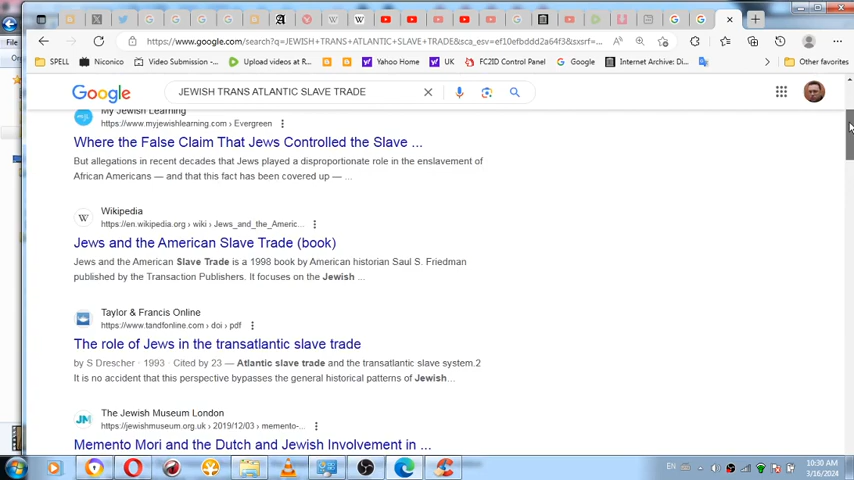 https://www.google.com/search?q=JEWISH+TRANS+ATLANTIC+SLAVE+TRADE&sca_esv=ef10efbddd2a64f3&sxsrf=...
SPELL Niconico Video Submission -... Upload videos at R... Yahoo Home UK FC2ID Control Panel Google Internet Archive: Di... Other favorites
Google JEWISH TRANS ATLANTIC SLAVE TRADE
My Jewish Learning
https://www.myjewishlearning.com › Evergreen
Where the False Claim That Jews Controlled the Slave ...
But allegations in recent decades that Jews played a disproportionate role in the enslavement of
African Americans — and that this fact has been covered up — ...
Wikipedia
https://en.wikipedia.org › wiki › Jews_and_the_Americ...
Jews and the American Slave Trade (book)
Jews and the American Slave Trade is a 1998 book by American historian Saul S. Friedman
published by the Transaction Publishers. It focuses on the Jewish ...
Taylor & Francis Online
https://www.tandfonline.com › doi › pdf
The role of Jews in the transatlantic slave trade
by S Drescher · 1993 · Cited by 23 — Atlantic slave trade and the transatlantic slave system.2
It is no accident that this perspective bypasses the general historical patterns of Jewish...
JM The Jewish Museum London
https://jewishmuseum.org.uk › 2019/12/03 › memento-...
Memento Mori and the Dutch and Jewish Involvement in ...
EN
10:30 AM
3/16/2024